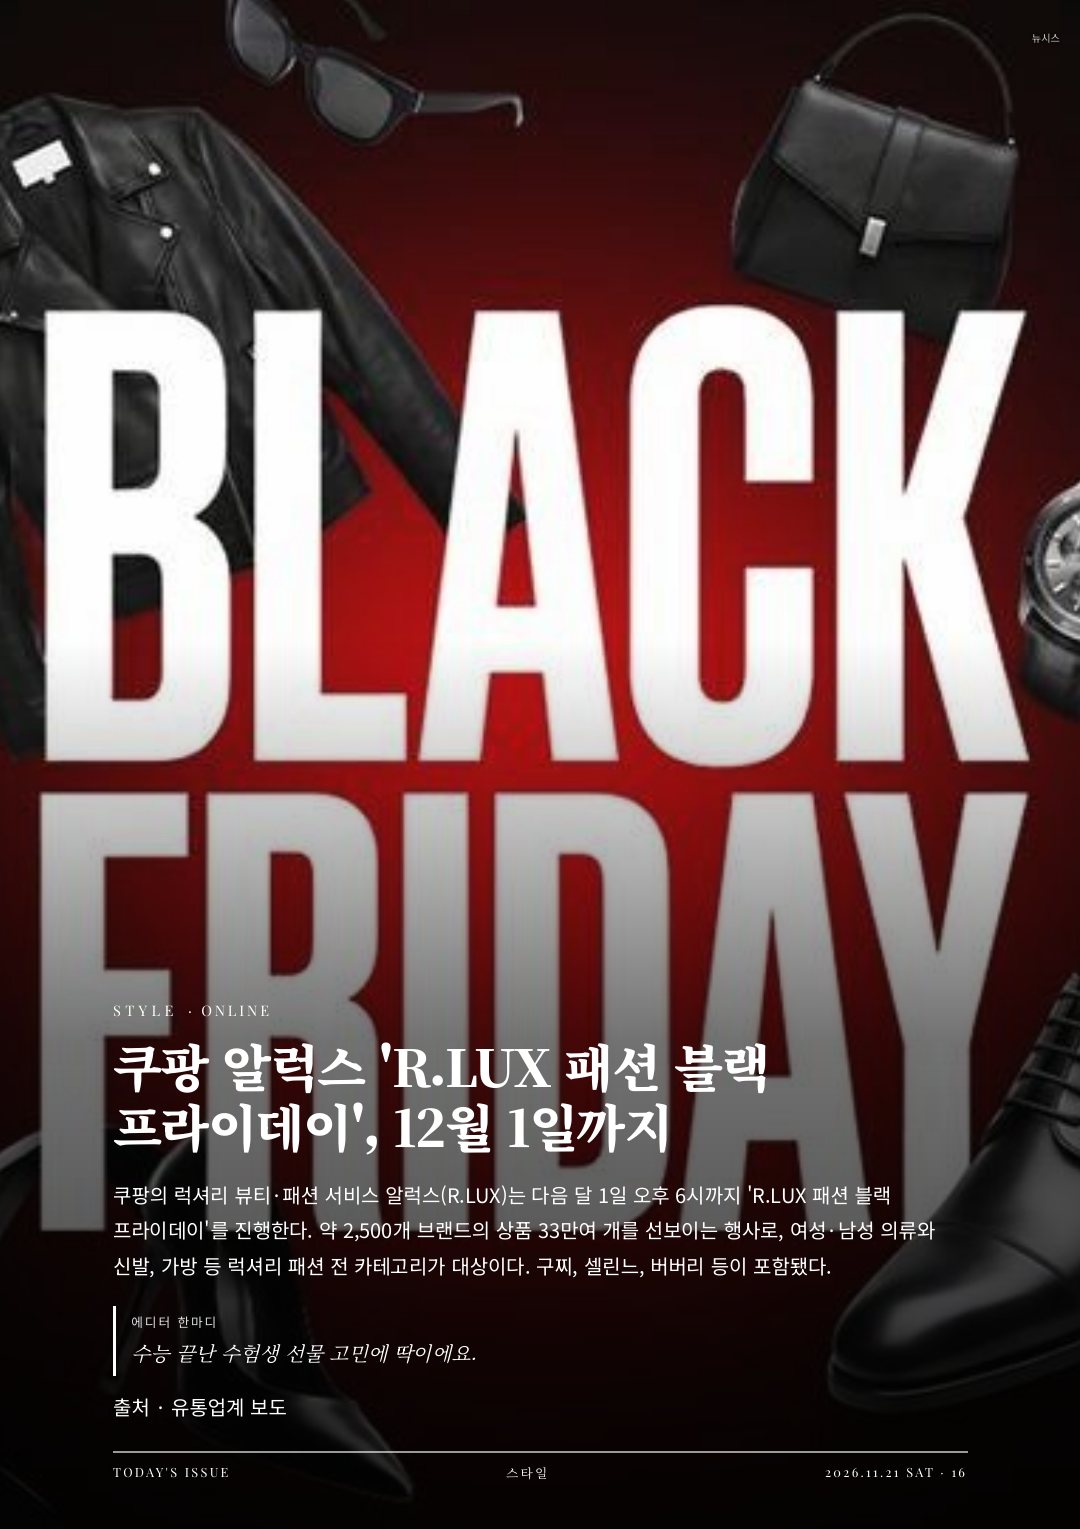 뉴시스
BLACK
FRIDAY
STYLE · ONLINE
쿠팡 알럭스 'R.LUX 패션 블랙
프라이데이', 12월 1일까지
쿠팡의 럭셔리 뷰티·패션 서비스 알럭스(R.LUX)는 다음 달 1일 오후 6시까지 'R.LUX 패션 블랙
프라이데이'를 진행한다. 약 2,500개 브랜드의 상품 33만여 개를 선보이는 행사로, 여성·남성 의류와
신발, 가방 등 럭셔리 패션 전 카테고리가 대상이다. 구찌, 셀린느, 버버리 등이 포함됐다.
에디터 한마디
수능 끝난 수험생 선물 고민에 딱이에요.
출처 · 유통업계 보도
TODAY'S ISSUE
스타일
2026.11.21 SAT · 16